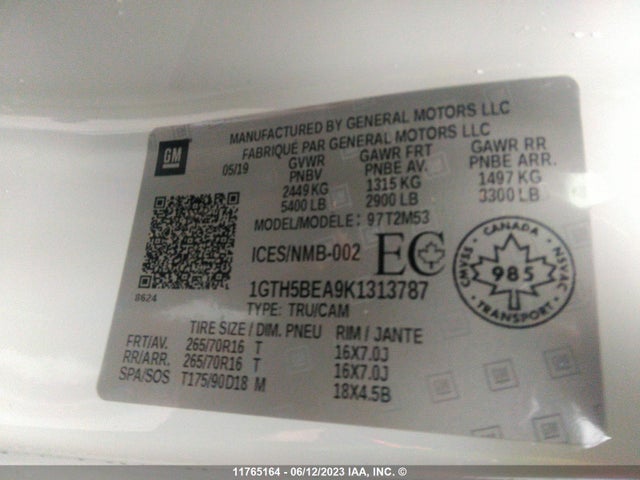 MANUFACTURED BY GENERAL MOTORS LLC
FABRIQUÉ PAR GENERAL MOTORS LLC
GM
05/19
GVWR
PNBV
2449 KG
5400 LB
GAWR FRT
PNBE AV.
1315 KG
2900 LB
GAWR RR
PNBE ARR.
1497 KG
3300 LB
MODEL/MODELE: 97T2M53
ICES/NMB-002
EC
8624
1GTH5BEA9K1313787
TYPE: TRU/CAM
CANADA
CMVSS
NSVAC
985
TRANSPORT
TIRE SIZE / DIM. PNEU RIM / JANTE
FRT/AV. 265/70R16 T 16X7.0J
RR/ARR. 265/70R16 T 16X7.0J
SPA/SOS T175/90D18 M 18X4.5B
11765164 - 06/12/2023 IAA, INC. ©